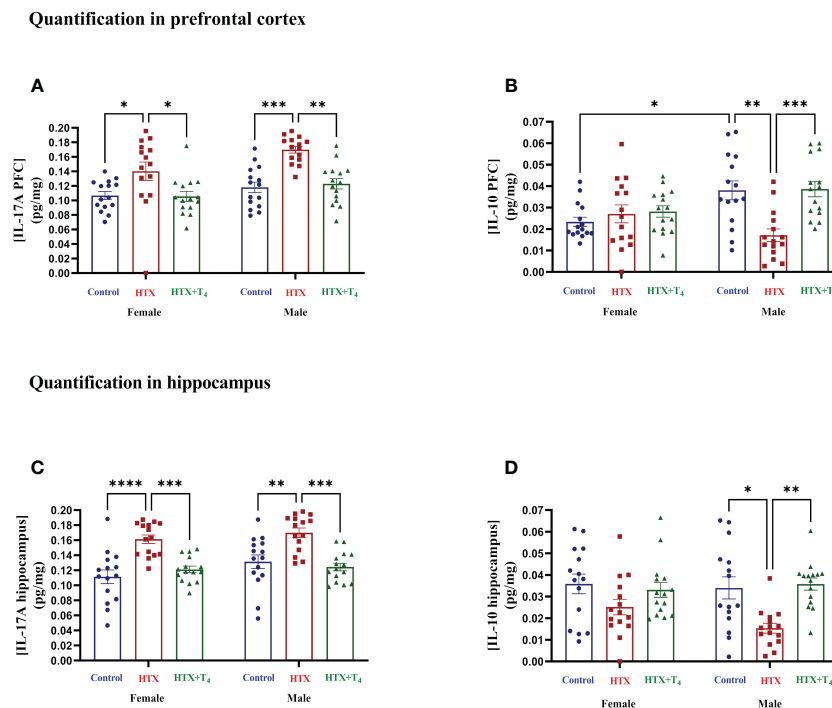 Quantification in prefrontal cortex
A
B
* * *** **
* ** ***
[IL-17A PFC]
(pg/mg)
0.20
0.18
0.16
0.14
0.12
0.10
0.08
0.06
0.04
0.02
0.00
Control HTX HTX+T4 Control HTX HTX+T4
Female Male
[IL-10 PFC]
(pg/mg)
0.07
0.06
0.05
0.04
0.03
0.02
0.01
0.00
Control HTX HTX+T4 Control HTX HTX+T
Female Male
Quantification in hippocampus
C
D
**** *** ** ***
* **
[IL-17A hippocampus]
(pg/mg)
0.20
0.18
0.16
0.14
0.12
0.10
0.08
0.06
0.04
0.02
0.00
Control HTX HTX+T4 Control HTX HTX+T4
Female Male
[IL-10 hippocampus]
(pg/mg)
0.07
0.06
0.05
0.04
0.03
0.02
0.01
0.00
Control HTX HTX+T4 Control HTX HTX+T
Female Male